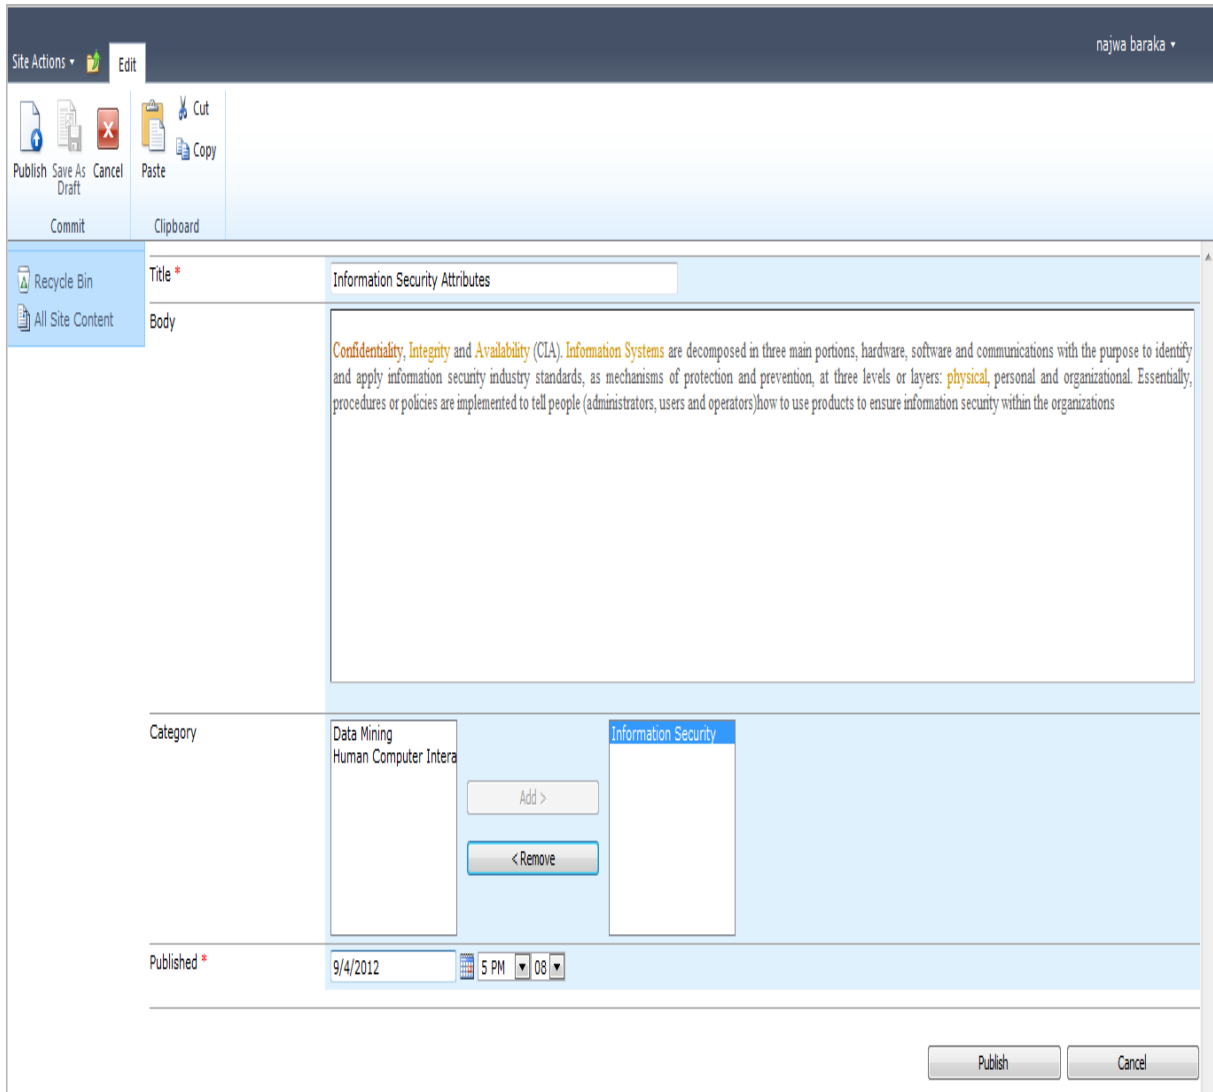 najwa baraka
Site Actions
Edit
Cut
Copy
Publish
Save As
Draft
Cancel
Paste
Commit
Clipboard
Recycle Bin
All Site Content
Title *
Information Security Attributes
Body
Confidentiality, Integrity and Availability (CIA). Information Systems are decomposed in three main portions, hardware, software and communications with the purpose to identify
and apply information security industry standards, as mechanisms of protection and prevention, at three levels or layers: physical, personal and organizational. Essentially,
procedures or policies are implemented to tell people (administrators, users and operators)how to use products to ensure information security within the organizations
Category
Data Mining
Human Computer Intera
Add >
< Remove
Information Security
Published *
9/4/2012
5 PM
08
Publish
Cancel